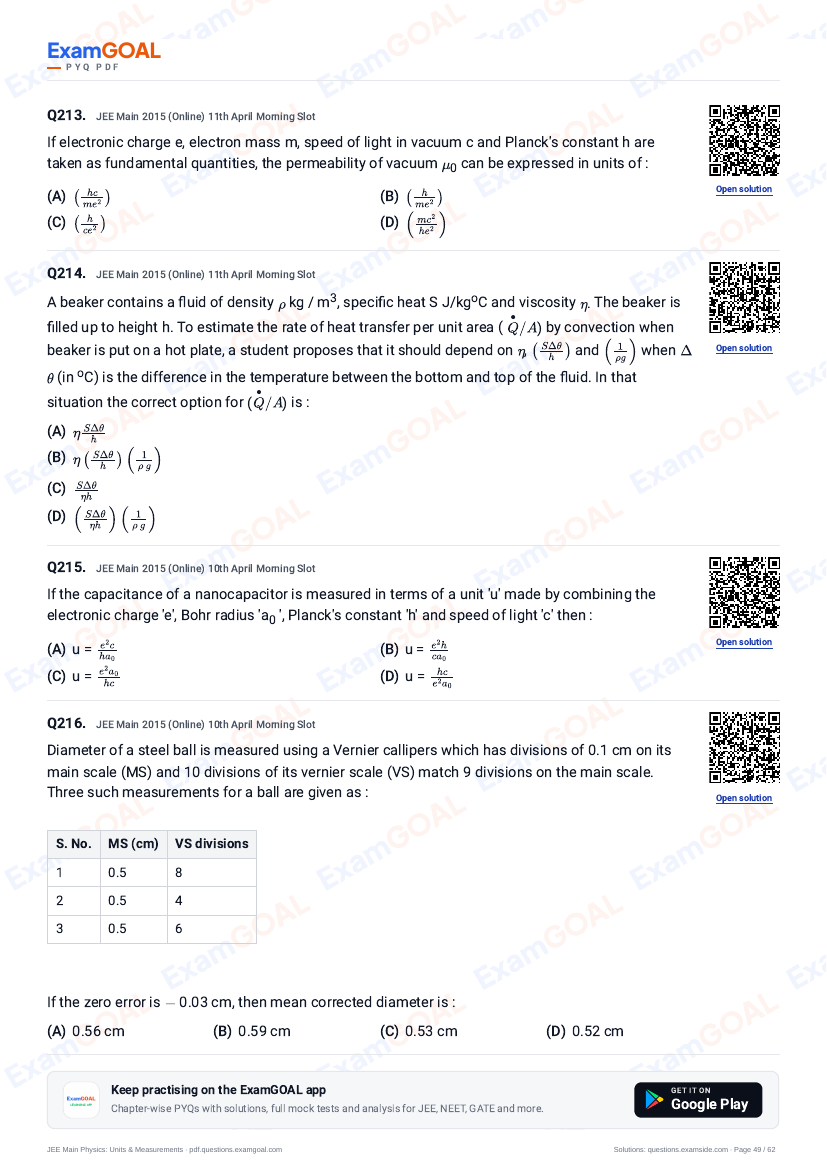 ExamGOAL
PYQ PDF
Q213. JEE Main 2015 (Online) 11th April Morning Slot
If electronic charge e, electron mass m, speed of light in vacuum c and Planck's constant h are
taken as fundamental quantities, the permeability of vacuum μ₀ can be expressed in units of :
(A) (hc/me²) (B) (h/me²)
(C) (h/ce²) (D) (mc²/he²)
Open solution
Q214. JEE Main 2015 (Online) 11th April Morning Slot
A beaker contains a fluid of density ρ kg / m³, specific heat S J/kg⁰C and viscosity η. The beaker is
filled up to height h. To estimate the rate of heat transfer per unit area ( Q̇/A) by convection when
beaker is put on a hot plate, a student proposes that it should depend on η, (SΔθ/h) and (1/ρg) when Δ
θ (in ⁰C) is the difference in the temperature between the bottom and top of the fluid. In that
situation the correct option for (Q̇/A) is :
(A) η SΔθ/h
(B) η (SΔθ/h) (1/ρ g)
(C) SΔθ/ηh
(D) (SΔθ/ηh) (1/ρ g)
Open solution
Q215. JEE Main 2015 (Online) 10th April Morning Slot
If the capacitance of a nanocapacitor is measured in terms of a unit 'u' made by combining the
electronic charge 'e', Bohr radius 'a₀ ', Planck's constant 'h' and speed of light 'c' then :
(A) u = e²c/ha₀ (B) u = e²h/ca₀
(C) u = e²a₀/hc (D) u = hc/e²a₀
Open solution
Q216. JEE Main 2015 (Online) 10th April Morning Slot
Diameter of a steel ball is measured using a Vernier callipers which has divisions of 0.1 cm on its
main scale (MS) and 10 divisions of its vernier scale (VS) match 9 divisions on the main scale.
Three such measurements for a ball are given as :
Open solution
S. No. MS (cm) VS divisions
1 0.5 8
2 0.5 4
3 0.5 6
If the zero error is − 0.03 cm, then mean corrected diameter is :
(A) 0.56 cm (B) 0.59 cm (C) 0.53 cm (D) 0.52 cm
ExamGOAL
Keep practising on the ExamGOAL app
Chapter-wise PYQs with solutions, full mock tests and analysis for JEE, NEET, GATE and more.
GET IT ON
Google Play
JEE Main Physics: Units & Measurements · pdf.questions.examgoal.com
Solutions: questions.examside.com · Page 49 / 62